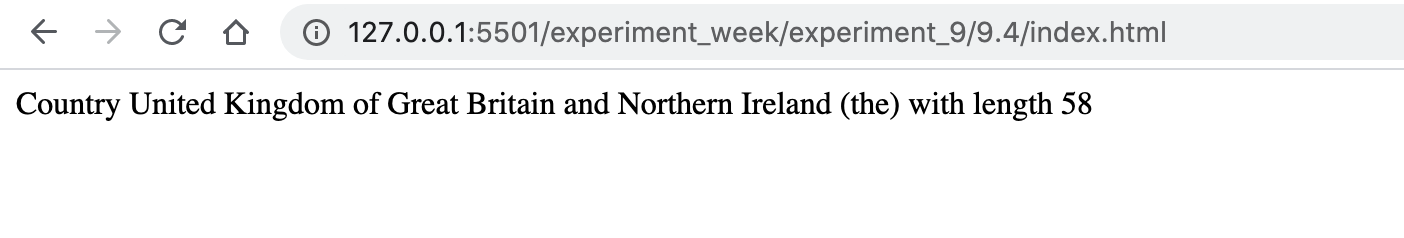 127.0.0.1:5501/experiment_week/experiment_9/9.4/index.html
Country United Kingdom of Great Britain and Northern Ireland (the) with length 58